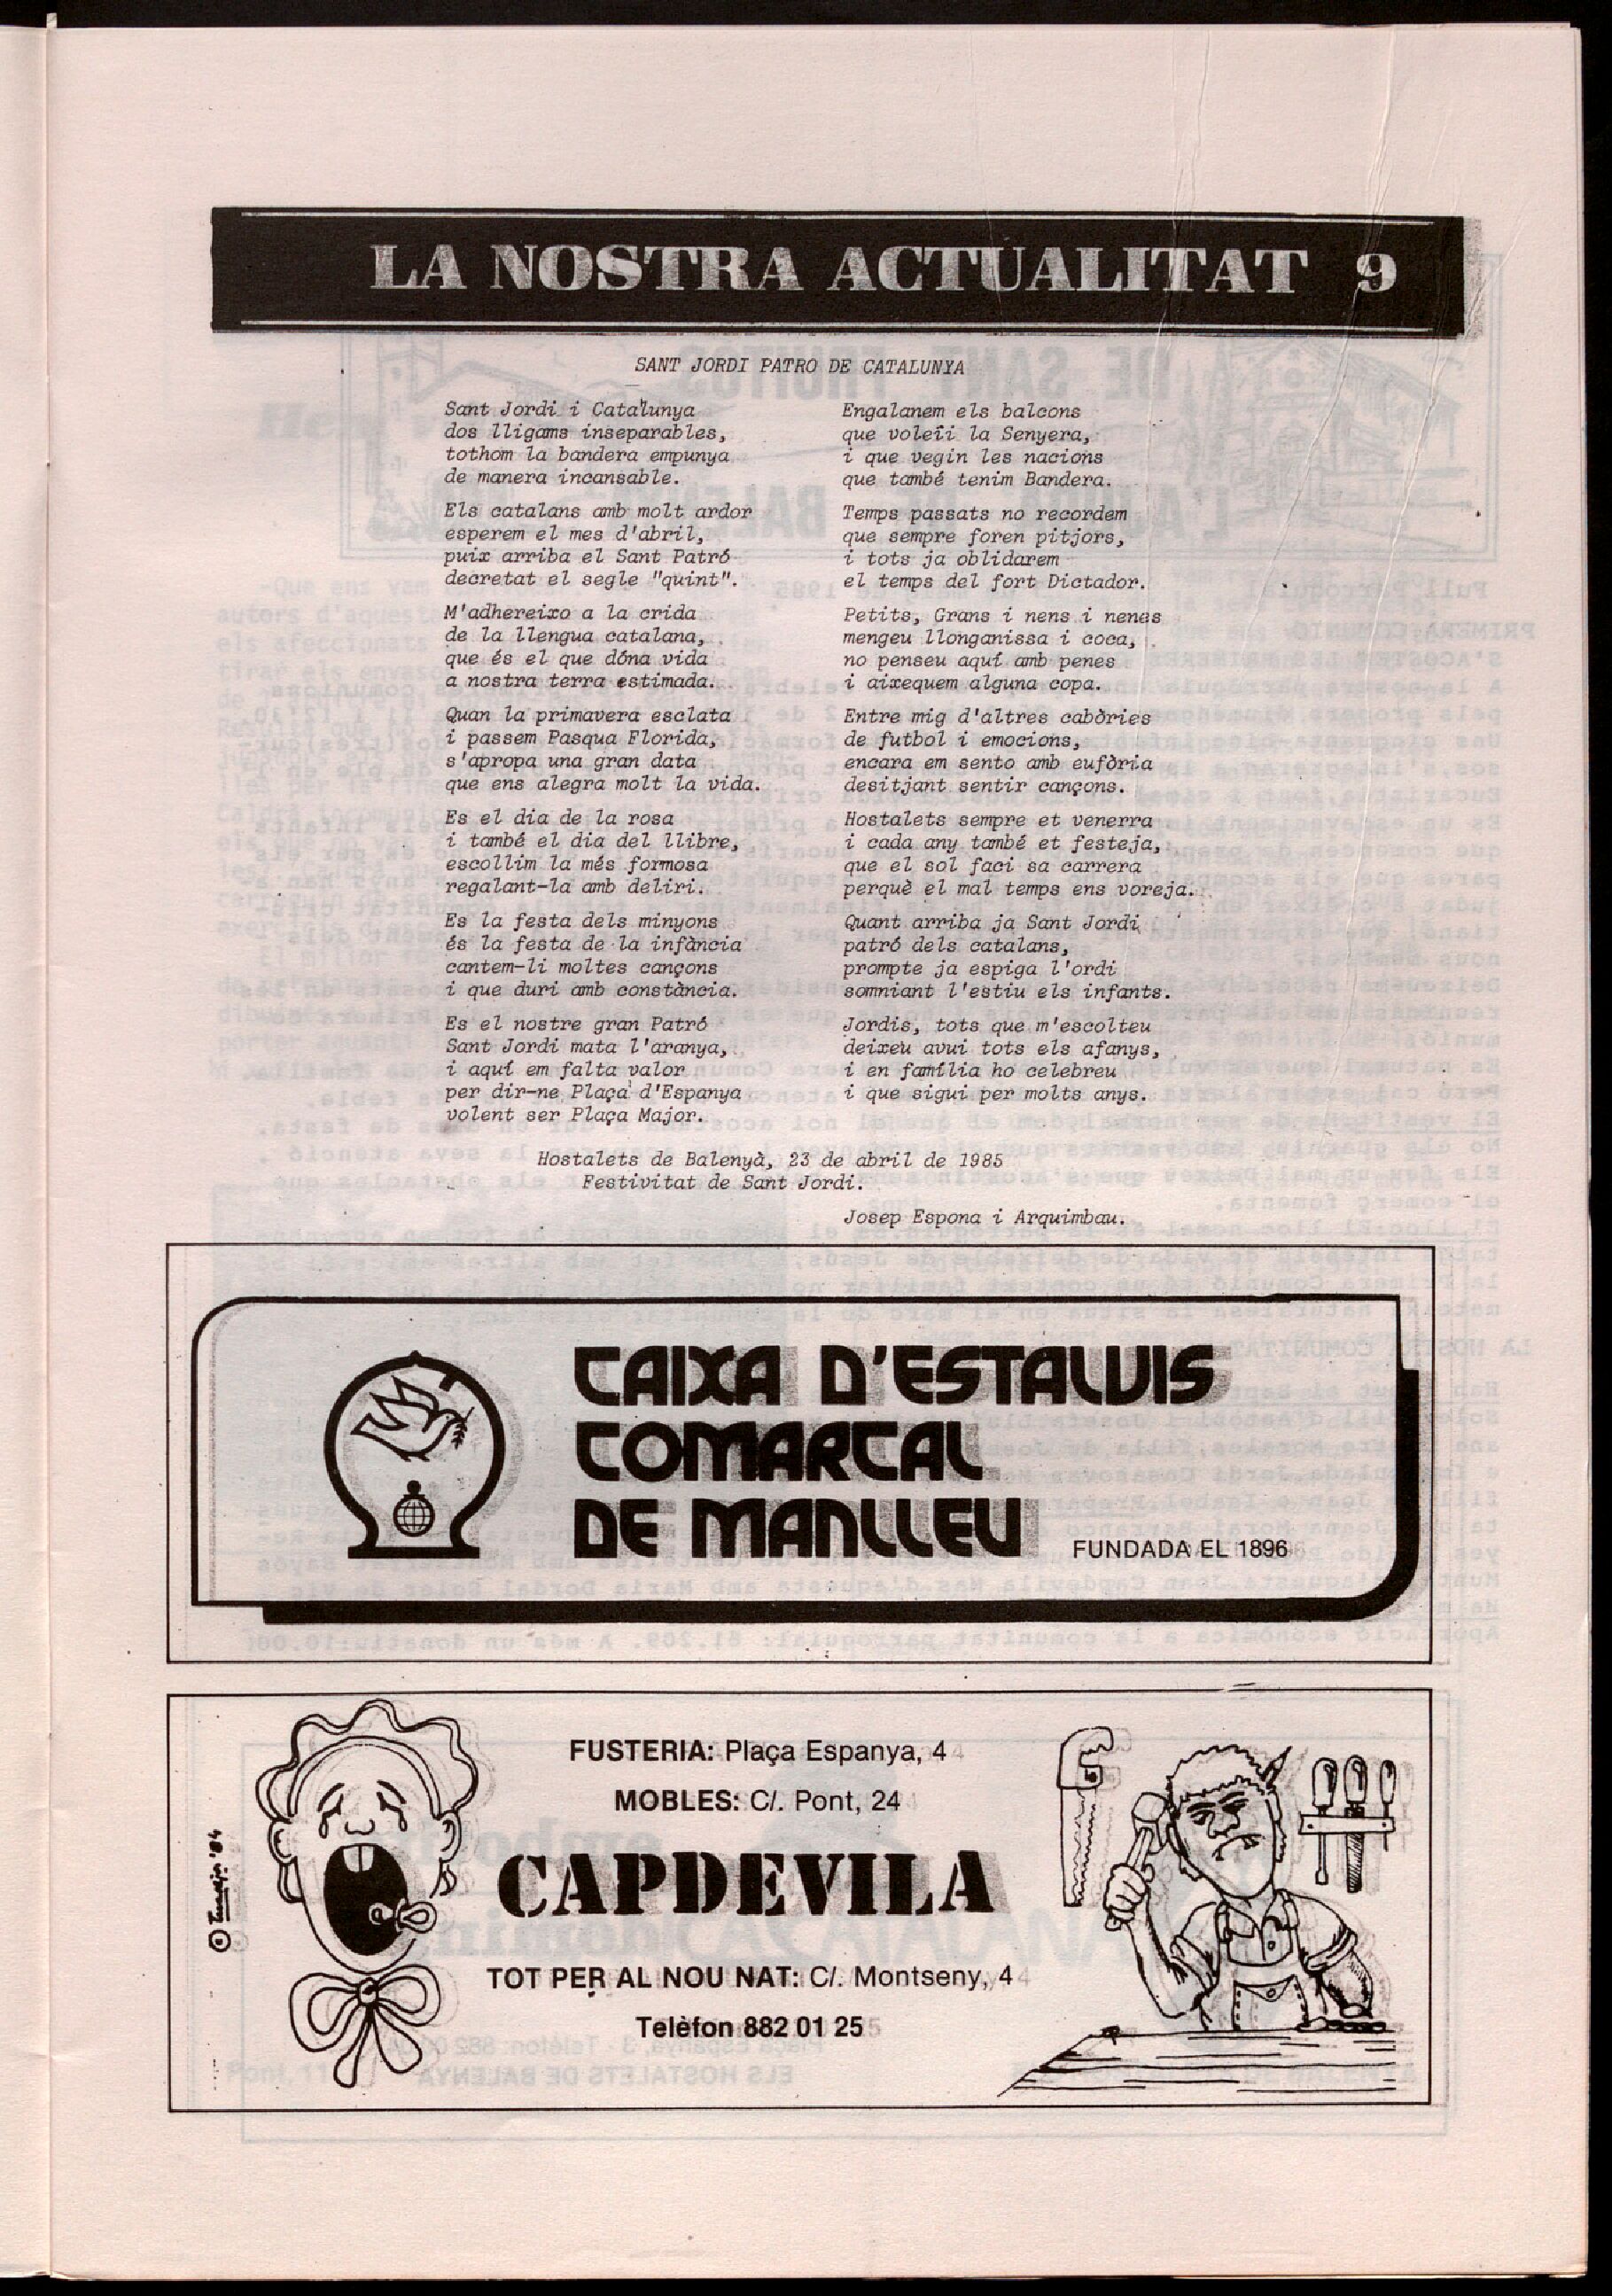 LA NOSTRA ACTUALITAT 9
SANT JORDI PATRO DE CATALUNYA
Sant Jordi i Catalunya
dos lligams inseparables,
tothom la bandera empunya
de manera incansable.
Els catalans amb molt ardor
esperem el mes d'abril,
puix arriba el Sant Patró
decretat el segle "quint".
M'adhereixo a la crida
de la llengua catalana,
que és el que dóna vida
a nostra terra estimada.
Quan la primavera esclata
i passem Pasqua Florida,
s'apropa una gran data
que ens alegra molt la vida.
Es el dia de la rosa
i també el dia del llibre,
escollim la més formosa
regalant-la amb deliri.
Es la festa dels minyons
és la festa de la infància
cantem-li moltes cançons
i que duri amb constància.
Es el nostre gran Patró
Sant Jordi mata l'aranya,
i aquí em falta valor
per dir-ne Plaça d'Espanya
volent ser Plaça Major.
Engalanem els balcons
que voleïi la Senyera,
i que vegin les nacions
que també tenim Bandera.
Temps passats no recordem
que sempre foren pitjors,
i tots ja oblidarem
el temps del fort Dictador.
Petits, Grans i nens i nenes
mengeu llonganissa i coca,
no penseu aquí amb penes
i aixequem alguna copa.
Entre mig d'altres cabòries
de futbol i emocions,
encara em sento amb eufòria
desitjant sentir cançons.
Hostalets sempre et venerra
i cada any també et festeja,
que el sol faci sa carrera
perquè el mal temps ens voreja.
Quant arriba ja Sant Jordi
patró dels catalans,
prompte ja espiga l'ordi
somniant l'estiu els infants.
Jordis, tots que m'escolteu
deixeu avui tots els afanys,
i en família ho celebreu
i que sigui per molts anys.
Hostalets de Balenyà, 23 de abril de 1985
Festivitat de Sant Jordi.
Josep Espona i Arquimbau.
CAIXA D'ESTALVIS
COMARCAL
DE MANLLEU
FUNDADA EL 1896
FUSTERIA: Plaça Espanya, 4
MOBLES: C/. Pont, 24
CAPDEVILA
TOT PER AL NOU NAT: C/. Montseny, 4
Telèfon 882 01 25